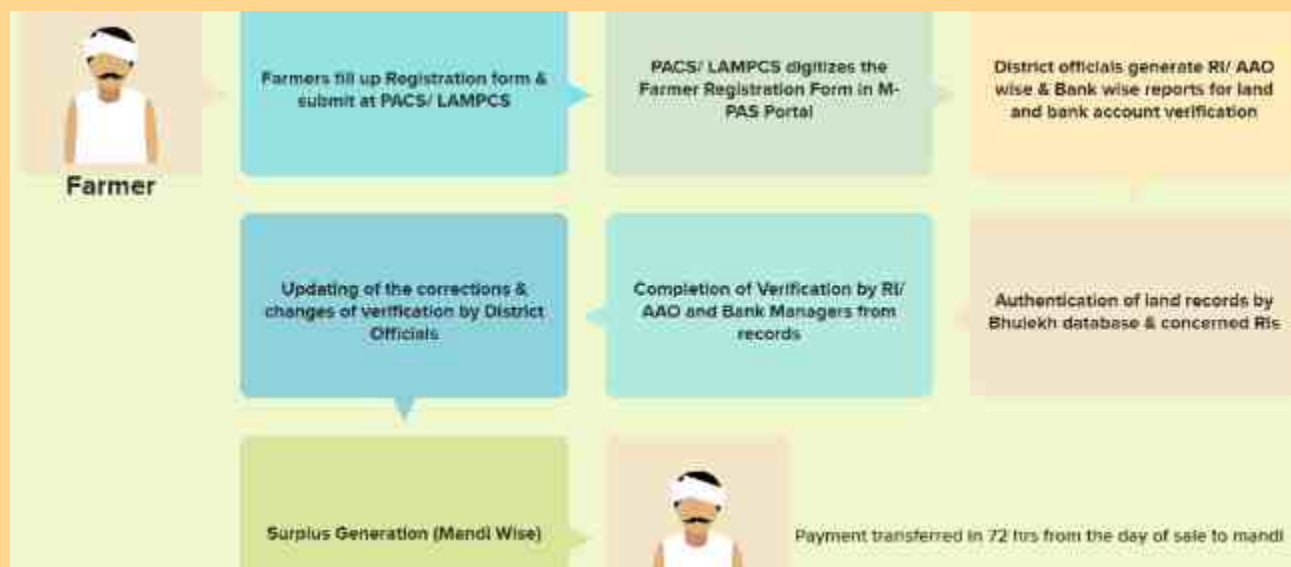 Farmers fill up Registration form &
submit at PACS/ LAMPCS
PACS/ LAMPCS digitizes the
Farmer Registration Form in M-
PAS Portal
District officials generate RI/ AAO
wise & Bank wise reports for land
and bank account verification
Farmer
Updating of the corrections &
changes of verification by District
Officials
Completion of Verification by RI/
AAO and Bank Managers from
records
Authentication of land records by
Bhulekh database & concerned RIs
Surplus Generation (Mandi Wise)
Payment transferred in 72 hrs from the day of sale to mandi